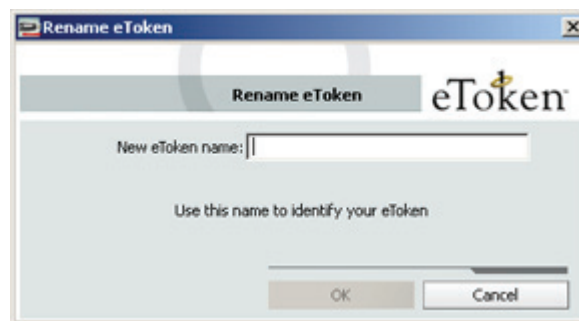 Rename eToken
Rename eToken
eToken
New eToken name:
Use this name to identify your eToken
OK
Cancel